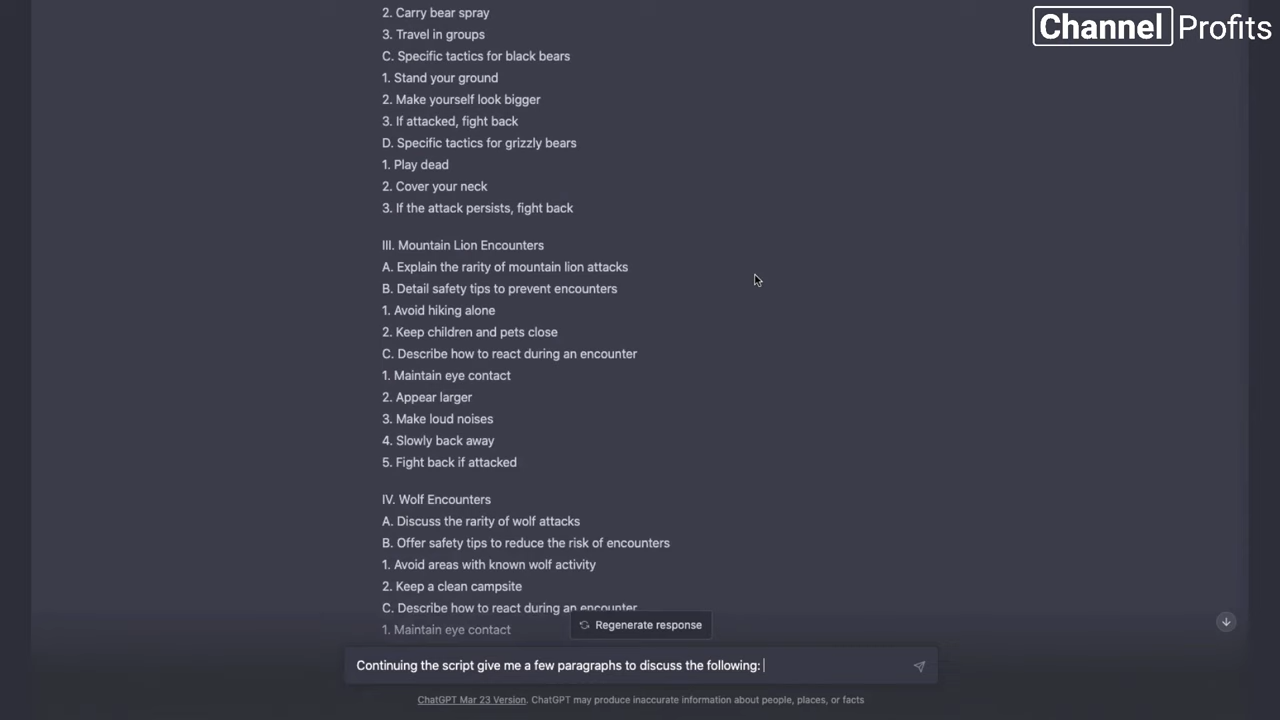 Channel Profits
2. Carry bear spray
3. Travel in groups
C. Specific tactics for black bears
1. Stand your ground
2. Make yourself look bigger
3. If attacked, fight back
D. Specific tactics for grizzly bears
1. Play dead
2. Cover your neck
3. If the attack persists, fight back
III. Mountain Lion Encounters
A. Explain the rarity of mountain lion attacks
B. Detail safety tips to prevent encounters
1. Avoid hiking alone
2. Keep children and pets close
C. Describe how to react during an encounter
1. Maintain eye contact
2. Appear larger
3. Make loud noises
4. Slowly back away
5. Fight back if attacked
IV. Wolf Encounters
A. Discuss the rarity of wolf attacks
B. Offer safety tips to reduce the risk of encounters
1. Avoid areas with known wolf activity
2. Keep a clean campsite
C. Describe how to react during an encounter
Regenerate response
1. Maintain eye contact
Continuing the script give me a few paragraphs to discuss the following:
ChatGPT Mar 23 Version. ChatGPT may produce inaccurate information about people, places, or facts